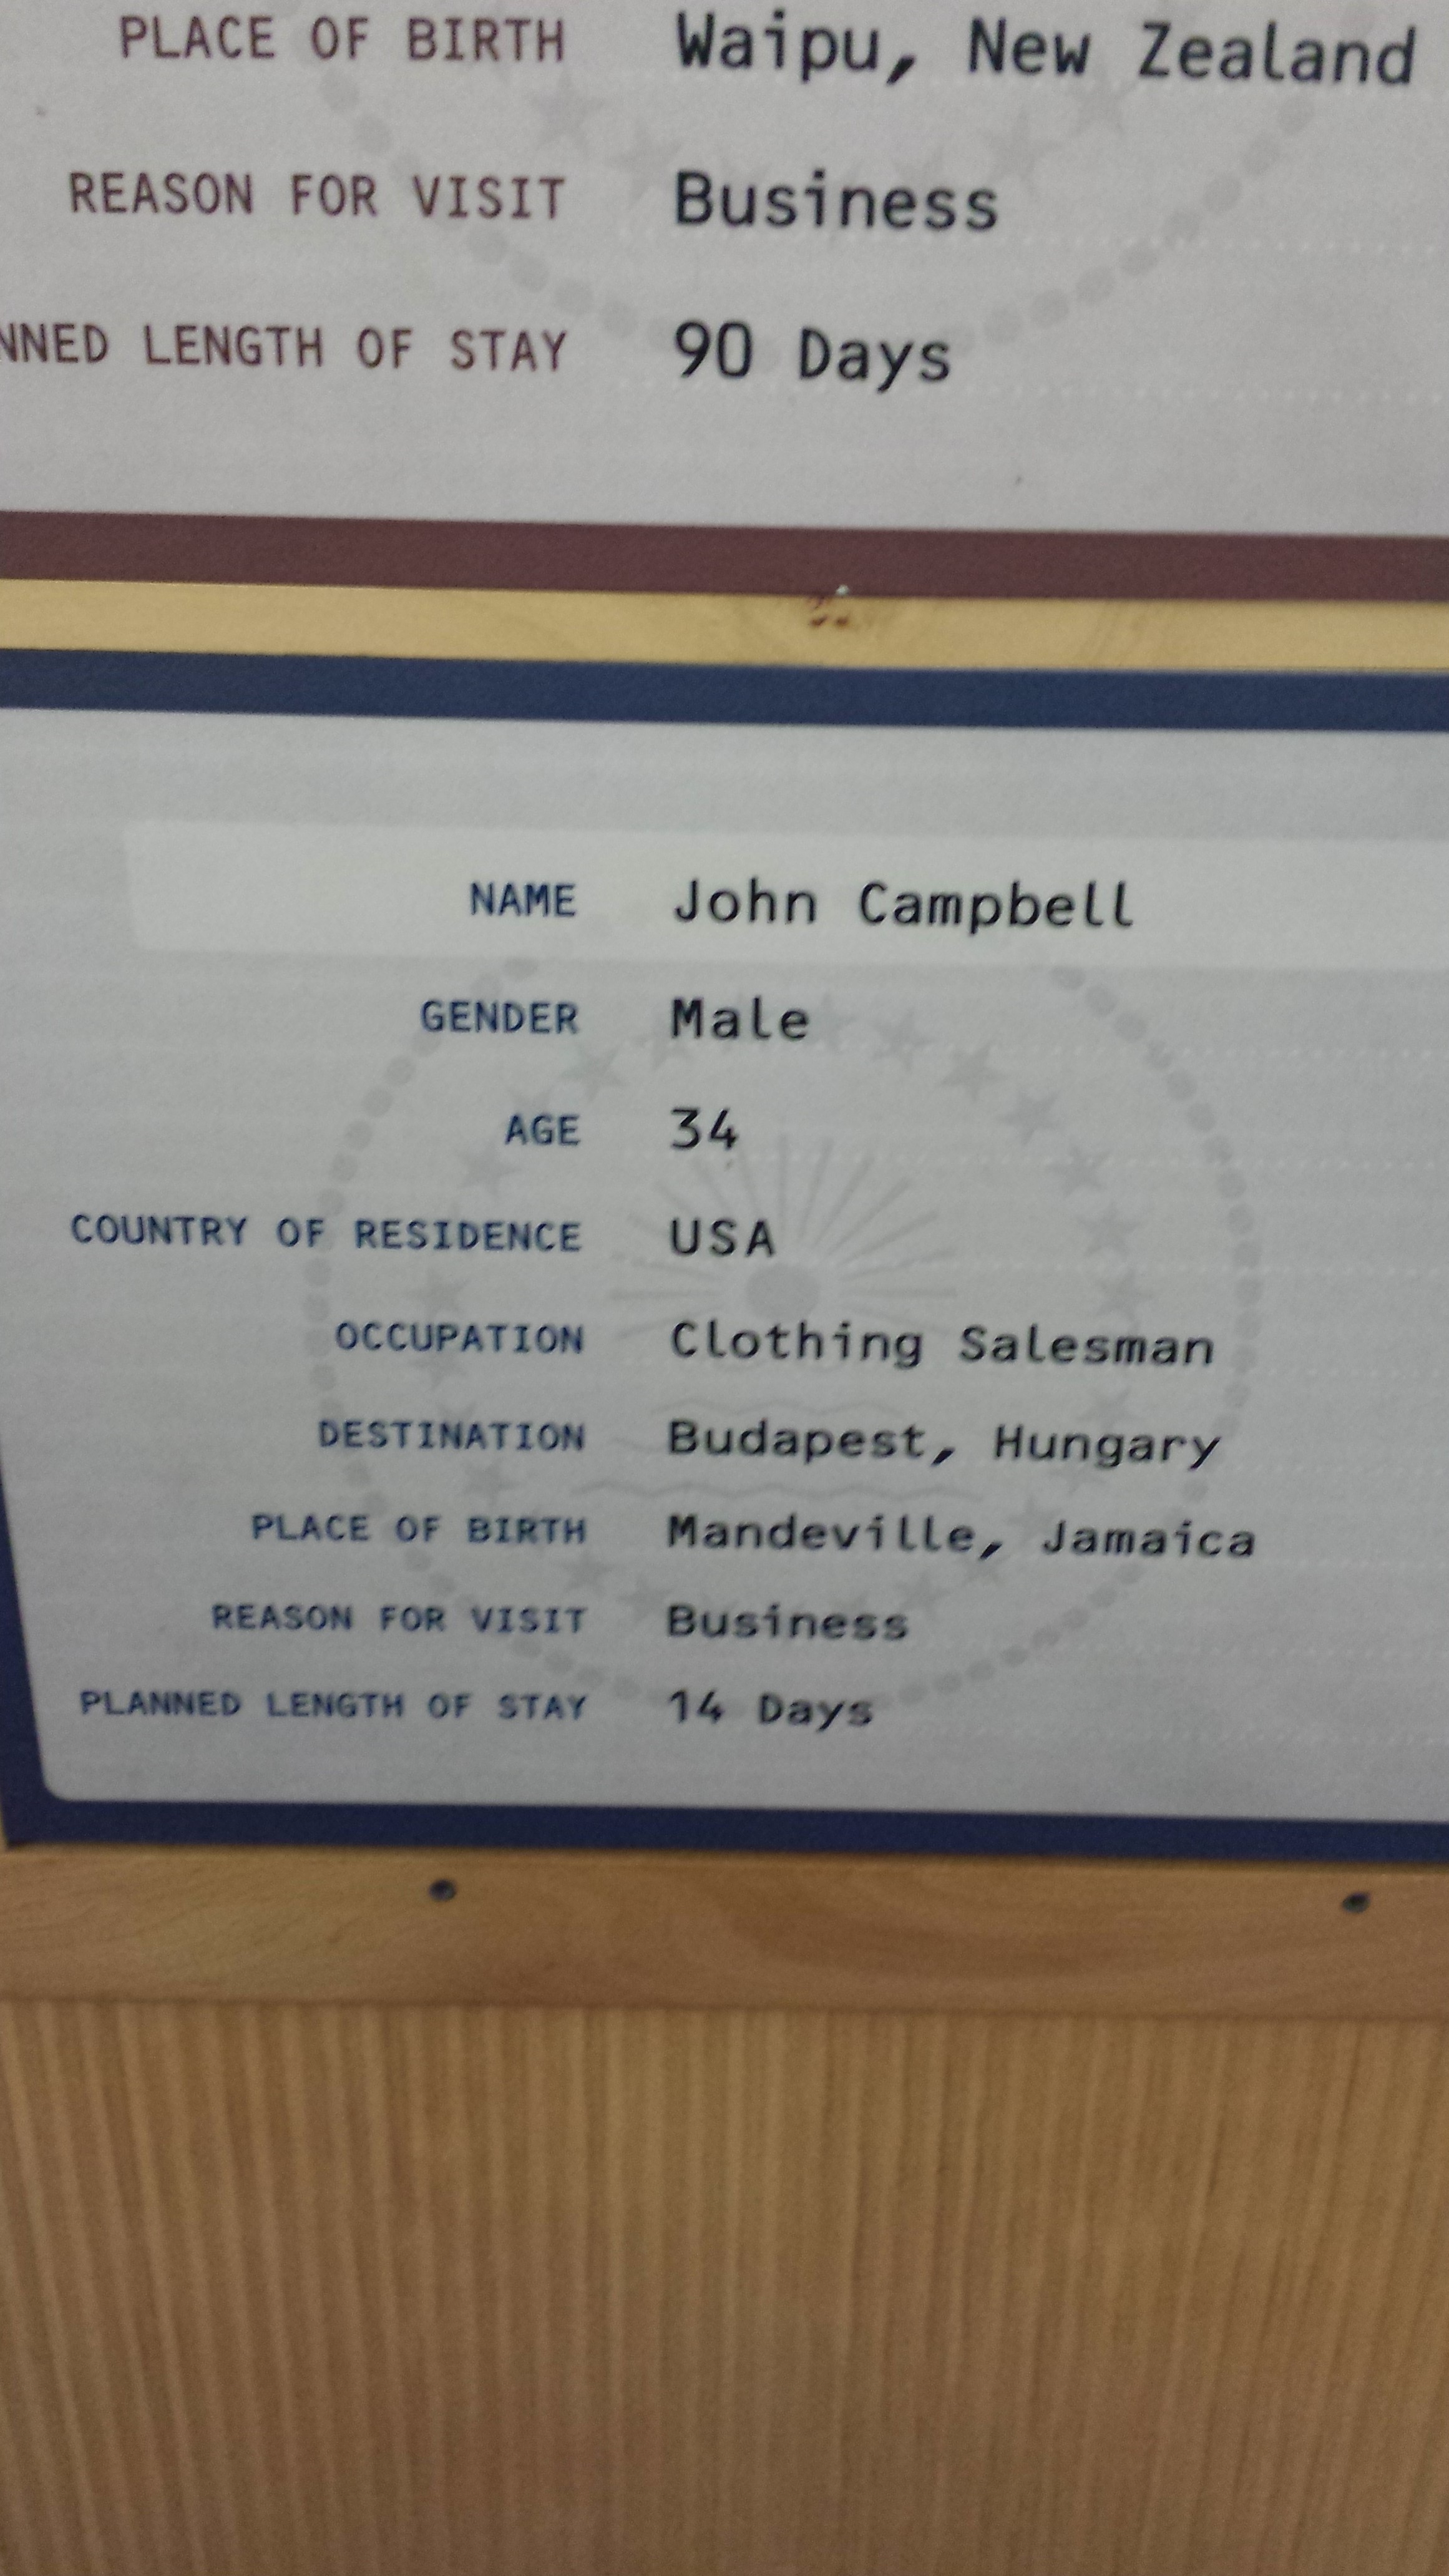 PLACE OF BIRTH Waipu, New Zealand
REASON FOR VISIT Business
NNED LENGTH OF STAY 90 Days
NAME John Campbell
GENDER Male
AGE 34
COUNTRY OF RESIDENCE USA
OCCUPATION Clothing Salesman
DESTINATION Budapest, Hungary
PLACE OF BIRTH Mandeville, Jamaica
REASON FOR VISIT Business
PLANNED LENGTH OF STAY 14 Days